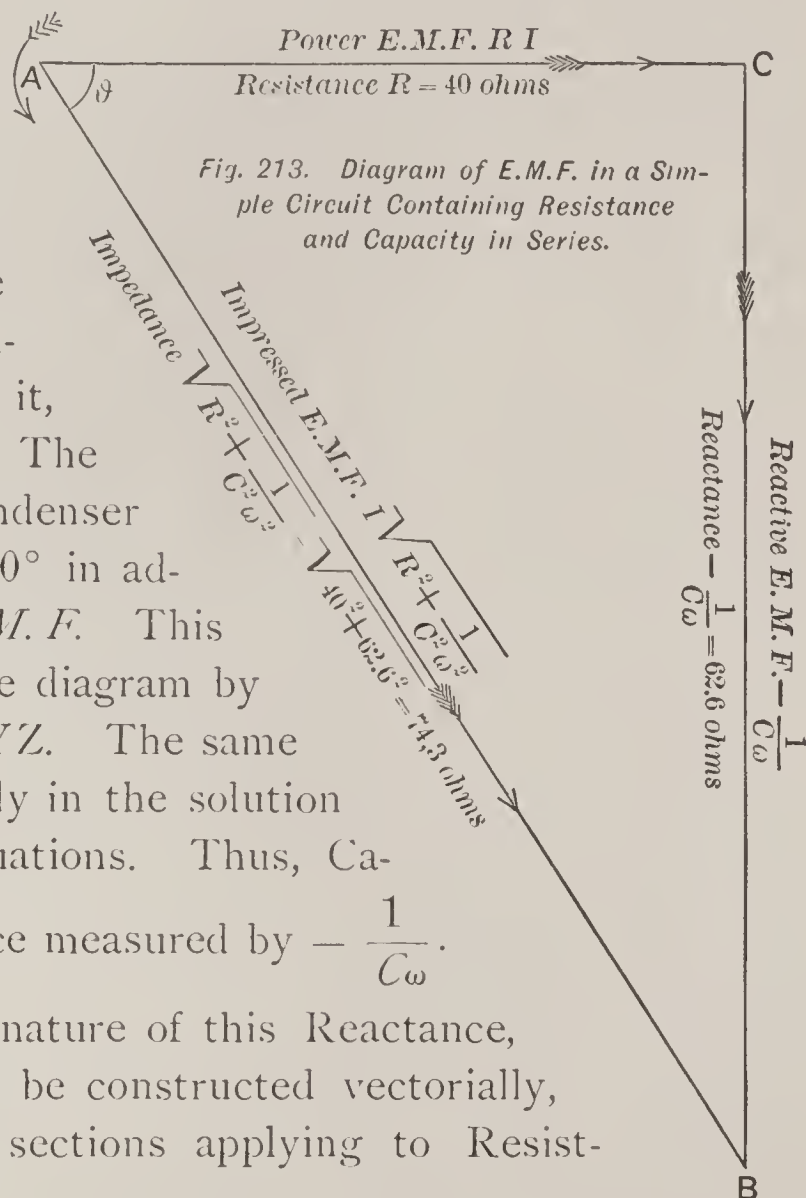 Power E.M.F. R I
A
ϑ
C
Resistance R = 40 ohms
Fig. 213. Diagram of E.M.F. in a Sim-
ple Circuit Containing Resistance
and Capacity in Series.
Impedance √R² + 1/C²ω² = √40² + 62.6² = 74,3 ohms
Impressed E.M.F. I√R² + 1/C²ω²
Reactance — 1/Cω = 62.6 ohms
Reactive E. M. F. — 1/Cω
it,
The
ndenser
0° in ad-
M. F. This
e diagram by
YZ. The same
ly in the solution
uations. Thus, Ca-
ce measured by — 1/Cω.
nature of this Reactance,
be constructed vectorially,
sections applying to Resist-
B